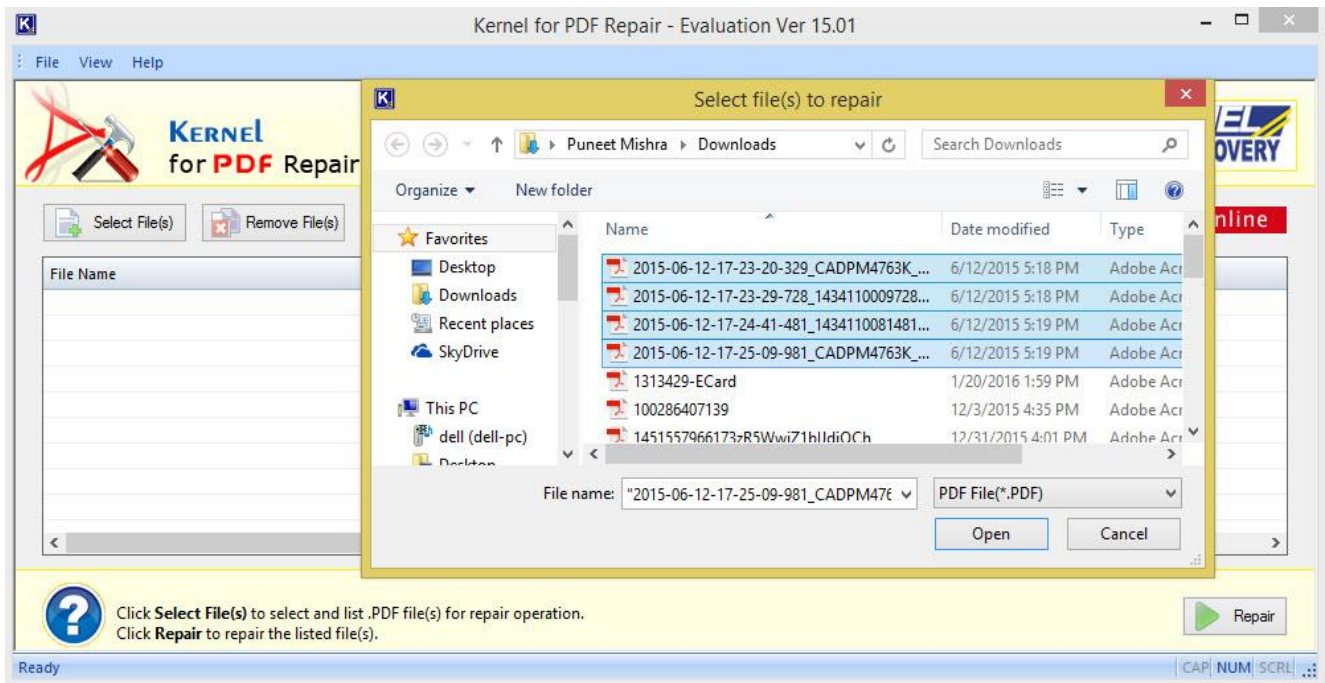 Kernel for PDF Repair - Evaluation Ver 15.01
File View Help
KERNEL
for PDF Repair
Select File(s) Remove File(s)
File Name
Select file(s) to repair
Puneet Mishra Downloads Search Downloads
Organize New folder
Favorites
Desktop
Downloads
Recent places
SkyDrive
This PC
dell (dell-pc)
Desktop
Name Date modified Type
2015-06-12-17-23-20-329_CADPM4763K_... 6/12/2015 5:18 PM Adobe Acr
2015-06-12-17-23-29-728_1434110009728... 6/12/2015 5:18 PM Adobe Acr
2015-06-12-17-24-41-481_1434110081481... 6/12/2015 5:19 PM Adobe Acr
2015-06-12-17-25-09-981_CADPM4763K_... 6/12/2015 5:19 PM Adobe Acr
1313429-ECard 1/20/2016 1:59 PM Adobe Acr
100286407139 12/3/2015 4:35 PM Adobe Acr
12/31/2015 4:01 PM Adobe Acr
File name: "2015-06-12-17-25-09-981_CADPM476 PDF File(*.PDF)
Open Cancel
EL
OVERY
nline
Click Select File(s) to select and list .PDF file(s) for repair operation.
Click Repair to repair the listed file(s).
Repair
Ready CAP NUM SCRL